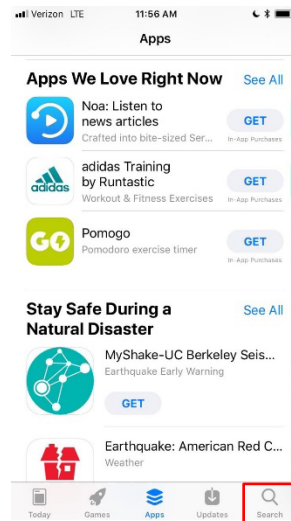 Verizon LTE 11:56 AM
Apps
Apps We Love Right Now See All
Noa: Listen to
news articles
GET
Crafted into bite-sized Ser...
In-App Purchases
adidas
adidas Training
by Runtastic
GET
Workout & Fitness Exercises
In-App Purchases
GO
Pomogo
GET
Pomodoro exercise timer
In-App Purchases
Stay Safe During a
Natural Disaster
See All
MyShake-UC Berkeley Seis...
Earthquake Early Warning
GET
Earthquake: American Red C...
Weather
Today Games Apps Updates Search